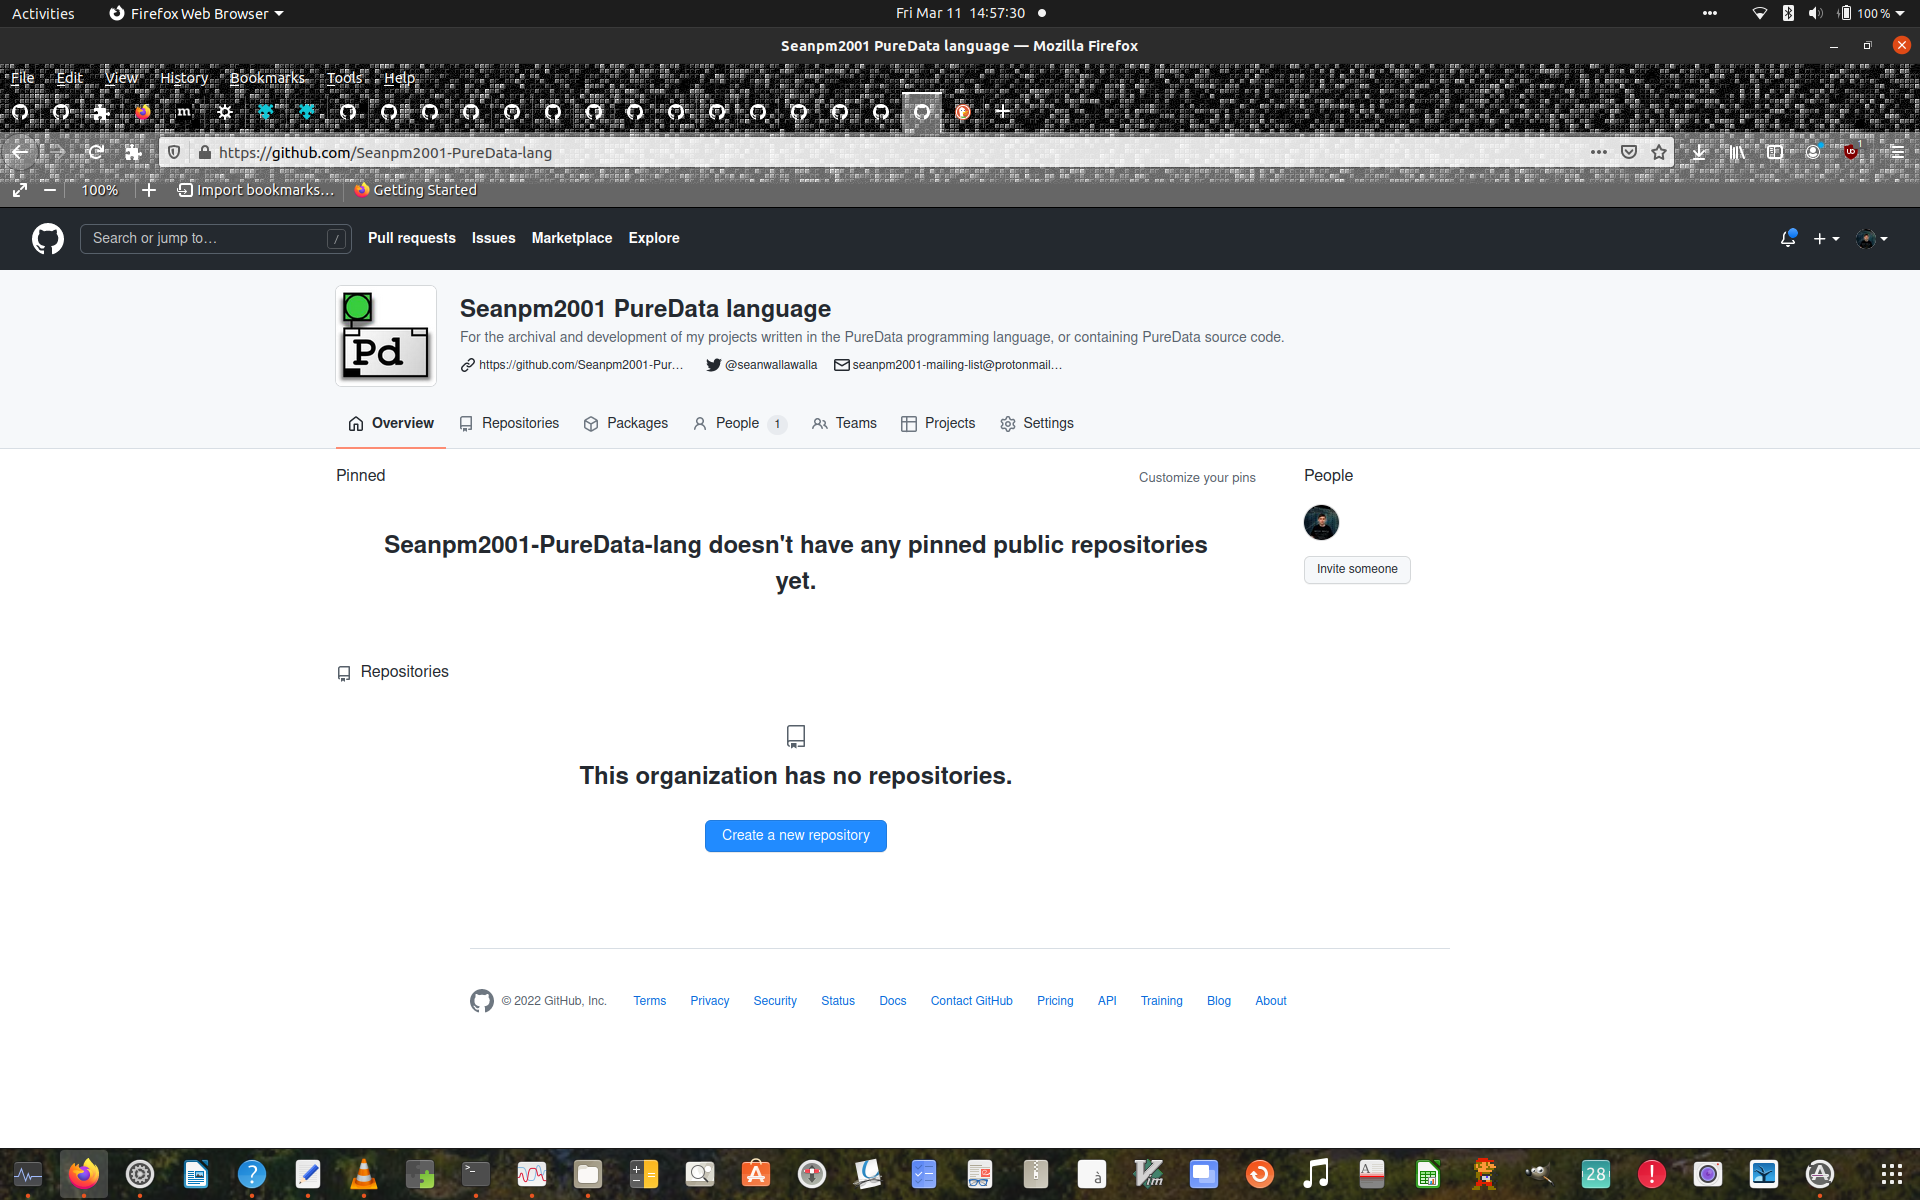 Activities
Firefox Web Browser
Fri Mar 11 14:57:30
100 %
Seanpm2001 PureData language — Mozilla Firefox
File Edit View History Bookmarks Tools Help
https://github.com/Seanpm2001-PureData-lang
100%
Import bookmarks…
Getting Started
Search or jump to…
/
Pull requests
Issues
Marketplace
Explore
Pd
Seanpm2001 PureData language
For the archival and development of my projects written in the PureData programming language, or containing PureData source code.
https://github.com/Seanpm2001-Pur…
@seanwallawalla
seanpm2001-mailing-list@protonmail…
Overview
Repositories
Packages
People 1
Teams
Projects
Settings
Pinned
Customize your pins
People
Seanpm2001-PureData-lang doesn't have any pinned public repositories
yet.
Invite someone
Repositories
This organization has no repositories.
Create a new repository
© 2022 GitHub, Inc.
Terms
Privacy
Security
Status
Docs
Contact GitHub
Pricing
API
Training
Blog
About
28